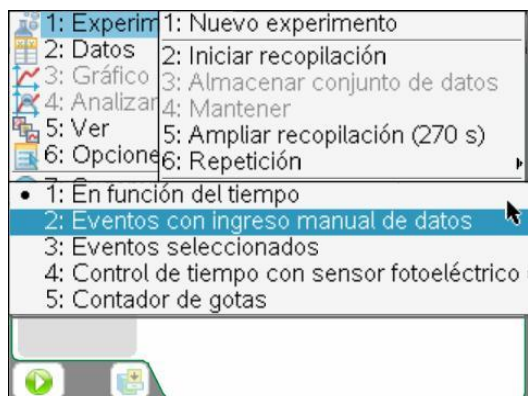 1: Experim
2: Datos
3: Gráfico
4: Analizar
5: Ver
6: Opcione
1: Nuevo experimento
2: Iniciar recopilación
3: Almacenar conjunto de datos
4: Mantener
5: Ampliar recopilación (270 s)
6: Repetición
1: En función del tiempo
2: Eventos con ingreso manual de datos
3: Eventos seleccionados
4: Control de tiempo con sensor fotoeléctrico
5: Contador de gotas